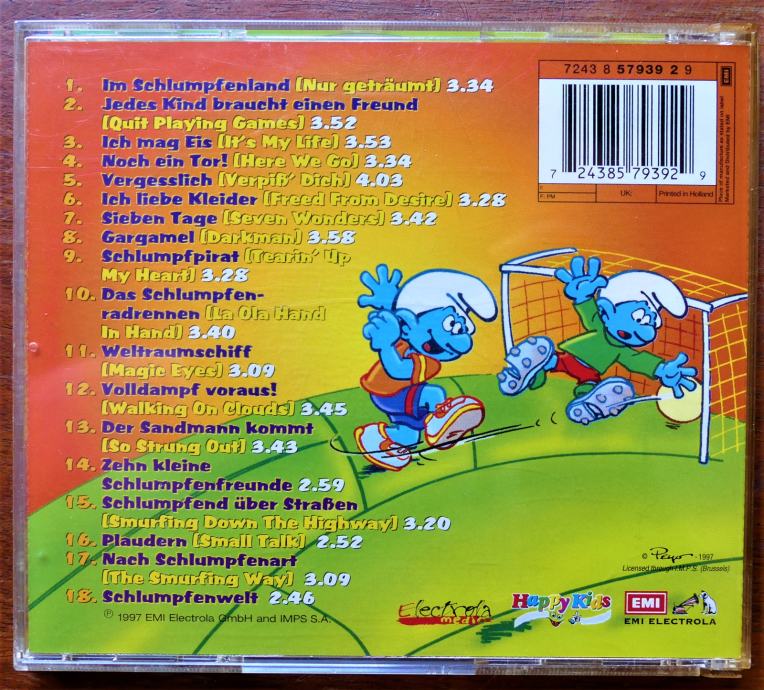 1. Im Schlumpfenland (Nur geträumt) 3.34
2. Jedes Kind braucht einen Freund
(Quit Playing Games) 3.52
3. Ich mag Eis (It's My Life) 3.53
4. Noch ein Tor! (Here We Go) 3.34
5. Vergesslich (Verpiß' Dich) 4.03
6. Ich liebe Kleider (Freed From Desire) 3.28
7. Sieben Tage (Seven Wonders) 3.42
8. Gargamel (Darkman) 3.58
9. Schlumpfpirat (Tearin' Up
My Heart) 3.28
10. Das Schlumpfen-
radrennen (La Ola Hand
In Hand) 3.40
11. Weltraumschiff
(Magic Eyes) 3.09
12. Volldampf voraus!
(Walking On Clouds) 3.45
13. Der Sandmann kommt
(So Strung Out) 3.43
14. Zehn kleine
Schlumpfenfreunde 2.59
15. Schlumpfend über Straßen
(Smurfing Down The Highway) 3.20
16. Plaudern (Small Talk) 2.52
17. Nach Schlumpfenart
(The Smurfing Way) 3.09
18. Schlumpfenwelt 2.46
℗ 1997 EMI Electrola GmbH and IMPS S.A.
7243 8 57939 2 9
7 24385 79392 9
F: PM UK: Printed in Holland
EMI
© Peyo - 1997
Licensed through I.M.P.S. (Brussels)
Electrola
media
Happy Kids
EMI
EMI ELECTROLA